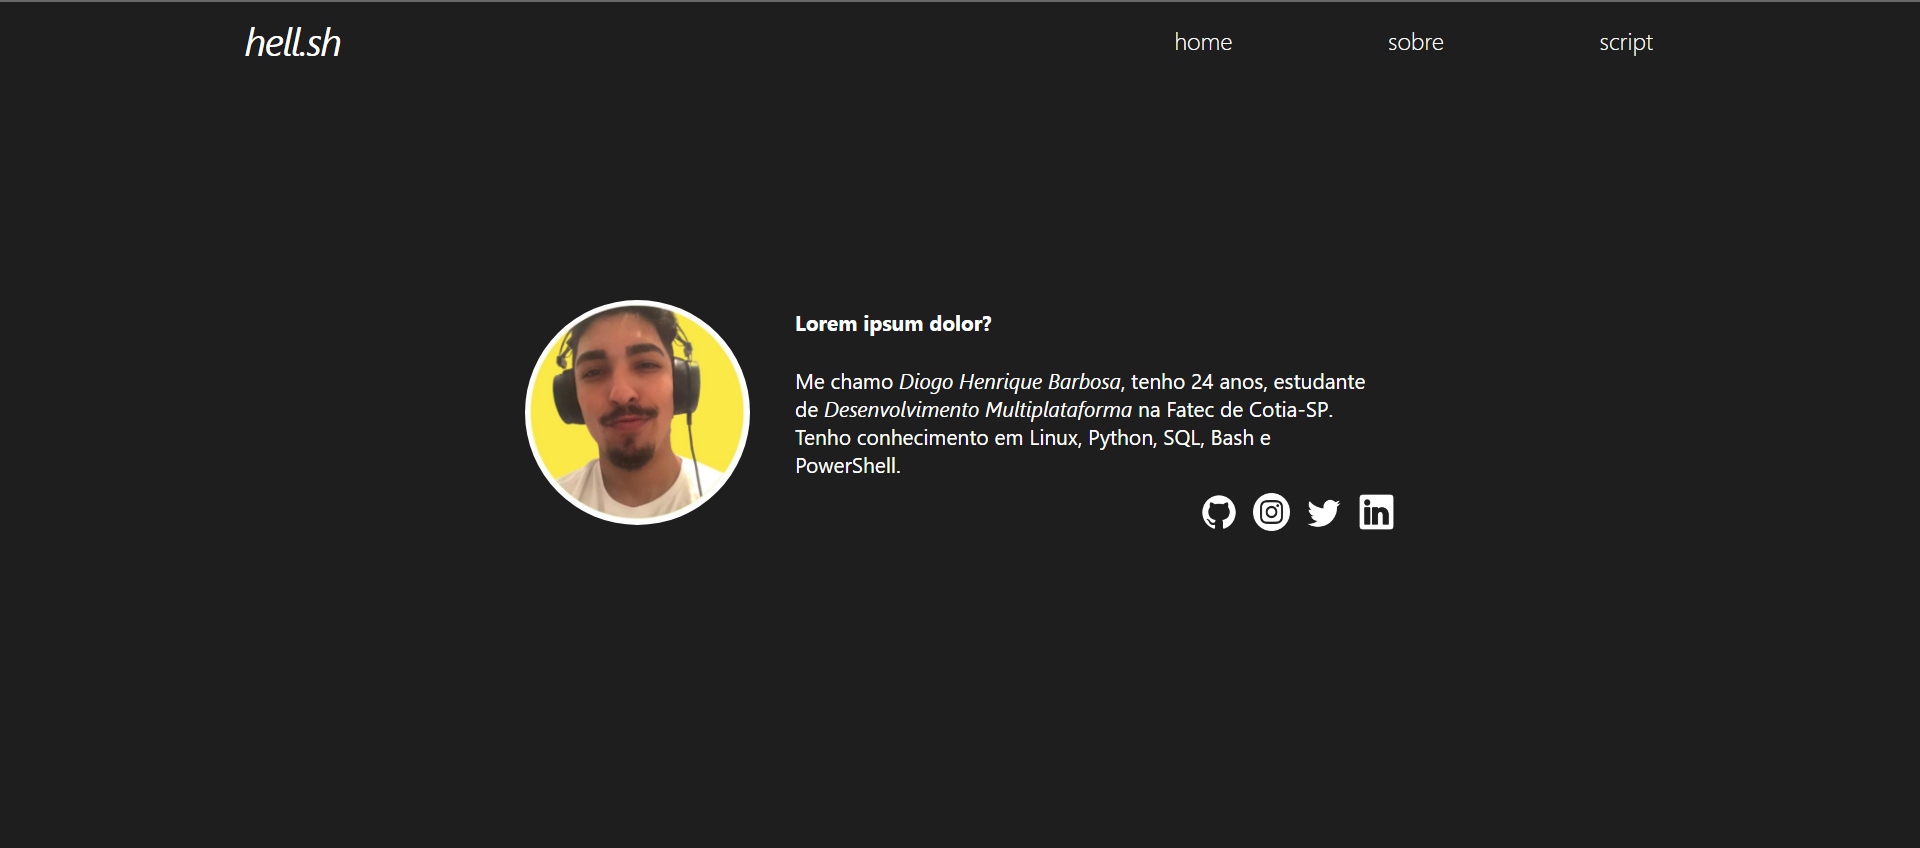 hell.sh
home
sobre
script
Lorem ipsum dolor?
Me chamo Diogo Henrique Barbosa, tenho 24 anos, estudante
de Desenvolvimento Multiplataforma na Fatec de Cotia-SP.
Tenho conhecimento em Linux, Python, SQL, Bash e
PowerShell.
in